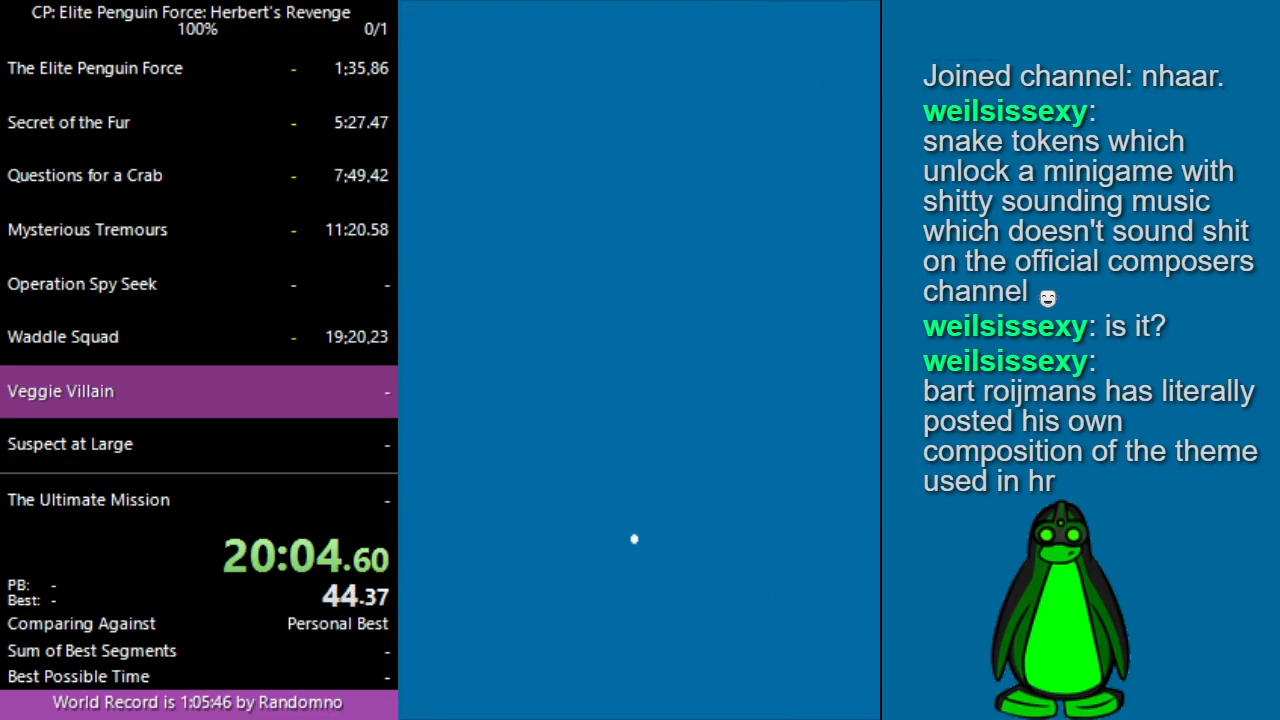 CP: Elite Penguin Force: Herbert's Revenge
100% 0/1
The Elite Penguin Force - 1:35.86
Secret of the Fur - 5:27.47
Questions for a Crab - 7:49.42
Mysterious Tremours - 11:20.58
Operation Spy Seek - -
Waddle Squad - 19:20.23
Veggie Villain -
Suspect at Large -
The Ultimate Mission -
20:04.60
PB: -
Best: - 44.37
Comparing Against Personal Best
Sum of Best Segments -
Best Possible Time -
World Record is 1:05:46 by Randomno
Joined channel: nhaar.
weilsissexy:
snake tokens which
unlock a minigame with
shitty sounding music
which doesn't sound shit
on the official composers
channel
weilsissexy: is it?
weilsissexy:
bart roijmans has literally
posted his own
composition of the theme
used in hr